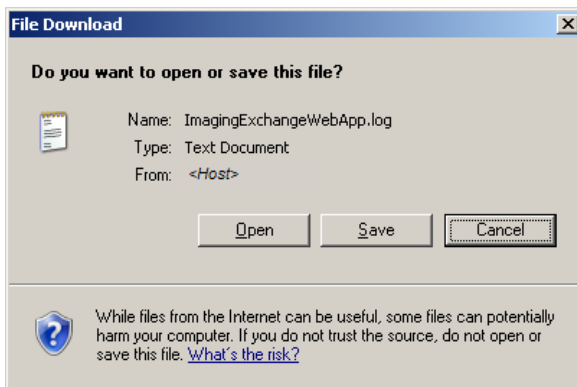 File Download
Do you want to open or save this file?
Name: ImagingExchangeWebApp.log
Type: Text Document
From: <Host>
Open Save Cancel
While files from the Internet can be useful, some files can potentially
harm your computer. If you do not trust the source, do not open or
save this file. What's the risk?